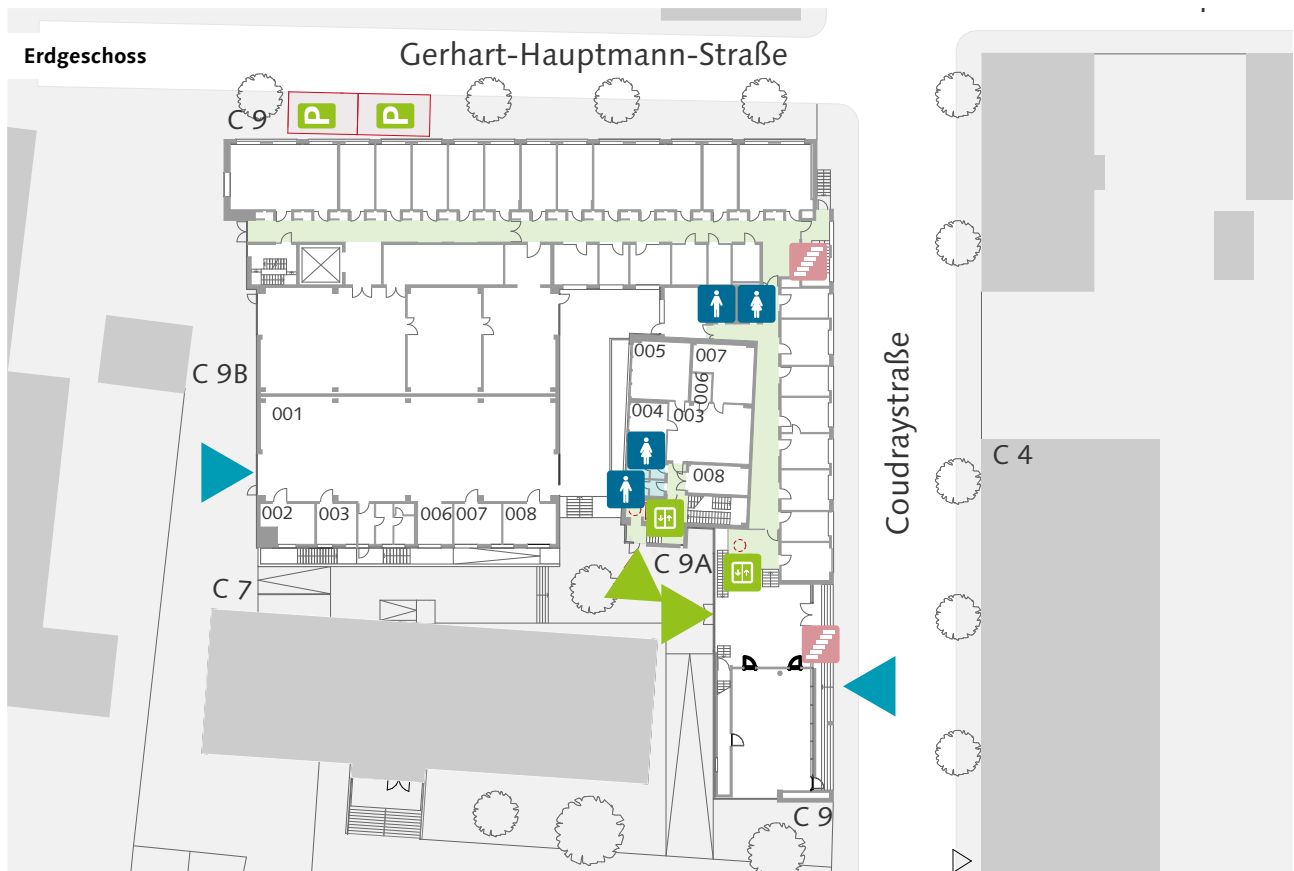 Erdgeschoss
Gerhart-Hauptmann-Straße
C 9
P
P
C 9B
001
002
003
006
007
008
005
007
006
004
003
008
C 9A
C 7
Coudraystraße
C 4
C 9